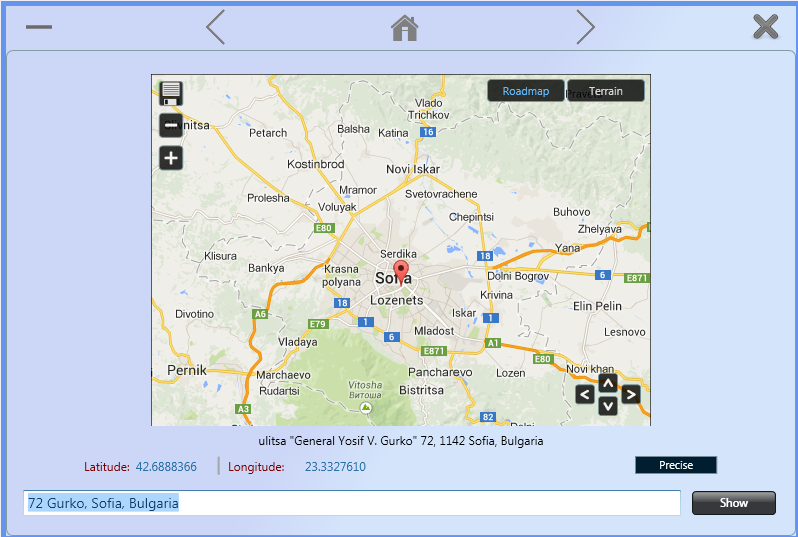 Roadmap
Terrain
Vlado
Trichkov
Balsha
Katina
16
Petarch
Kostinbrod
Novi Iskar
Mramor
Svetovrachene
Prolesha
Voluyak
Chepintsi
Buhovo
E80
Zhelyava
Yana
Klisura
Serdika
18
Bankya
Krasna
polyana
Sofia
Dolni Bogrov
6
E871
Lozenets
Krivina
18
Elin Pelin
Divotino
A6
E79
1
Iskar
1
Mladost
Lesnovo
6
Vladaya
E871
A1
E80
Pernik
Marchaevo
Pancharevo
Lozen
Novi khan
Rudartsi
Vitosha
Витоша
Bistritsa
A3
82
ulitsa "General Yosif V. Gurko" 72, 1142 Sofia, Bulgaria
Latitude: 42.6888366 Longitude: 23.3327610
Precise
72 Gurko, Sofia, Bulgaria
Show